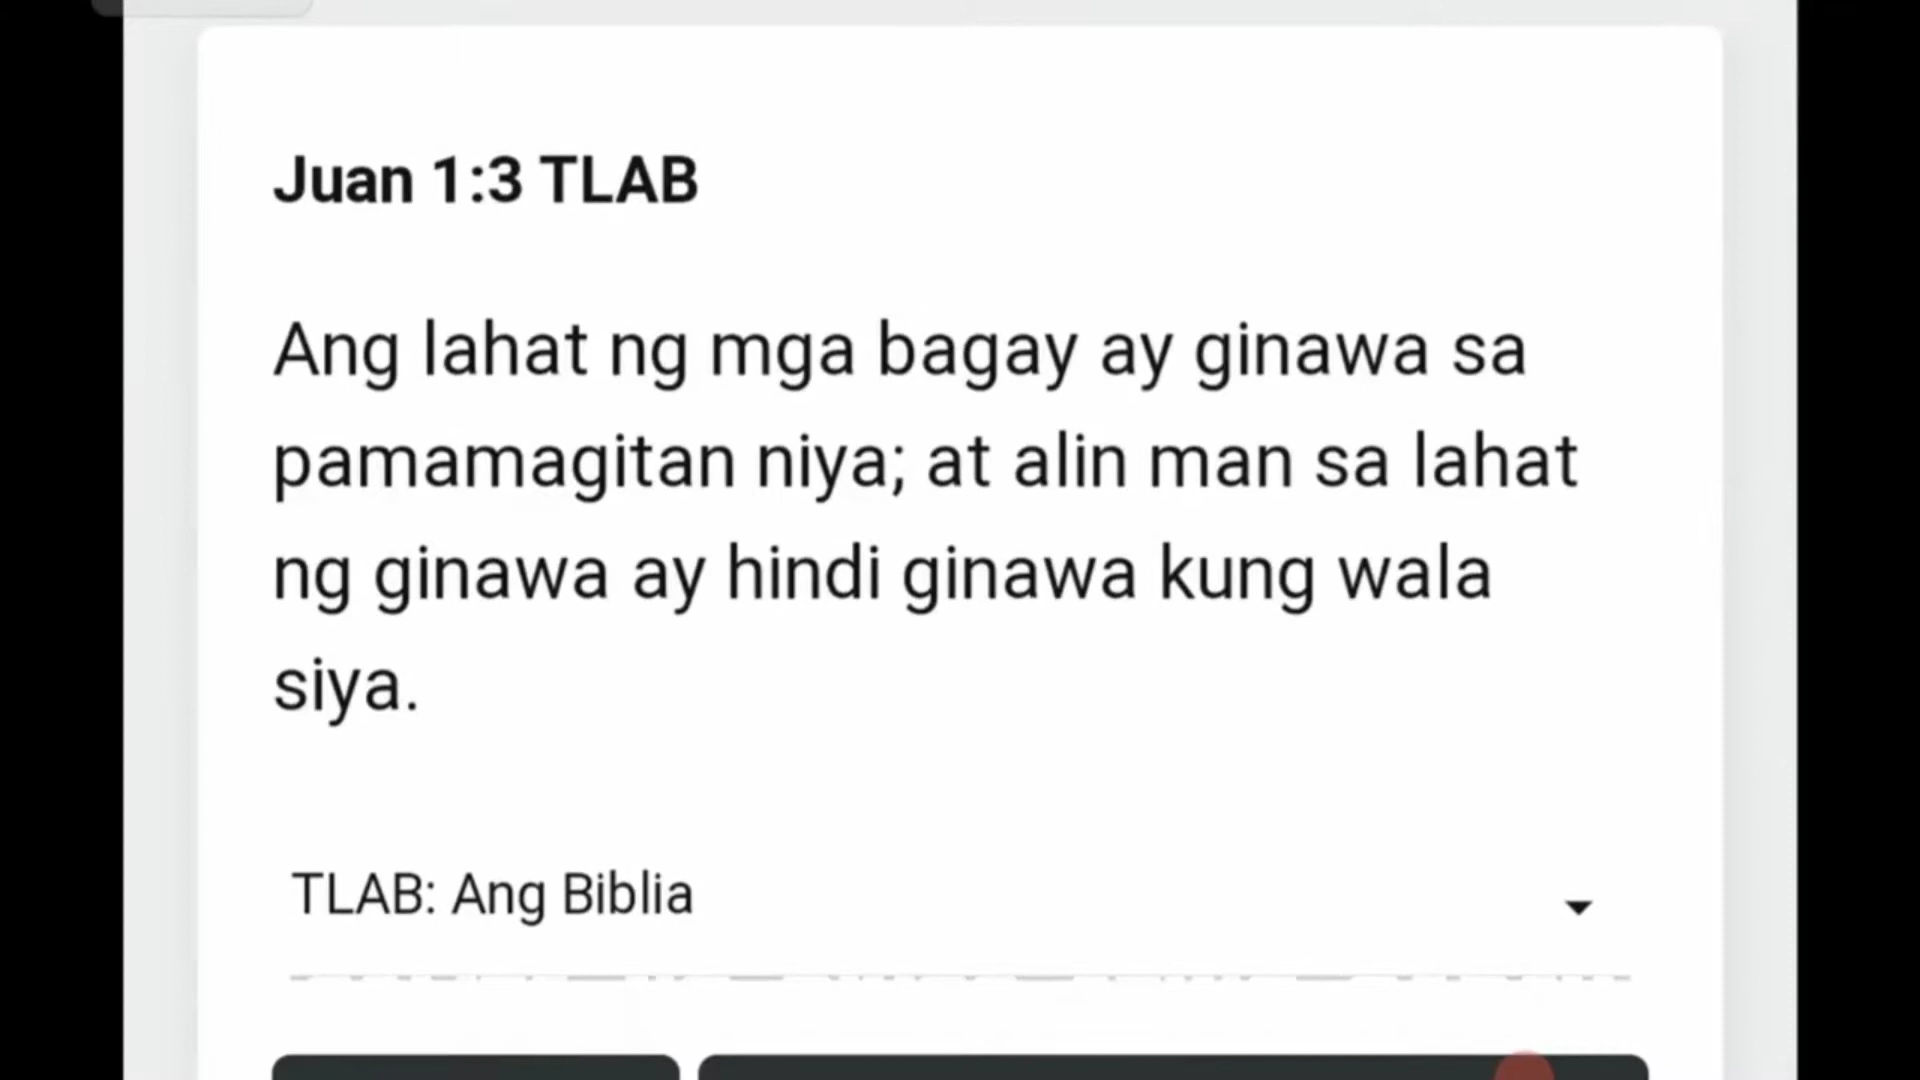 Juan 1:3 TLAB
Ang lahat ng mga bagay ay ginawa sa
pamamagitan niya; at alin man sa lahat
ng ginawa ay hindi ginawa kung wala
siya.
TLAB: Ang Biblia